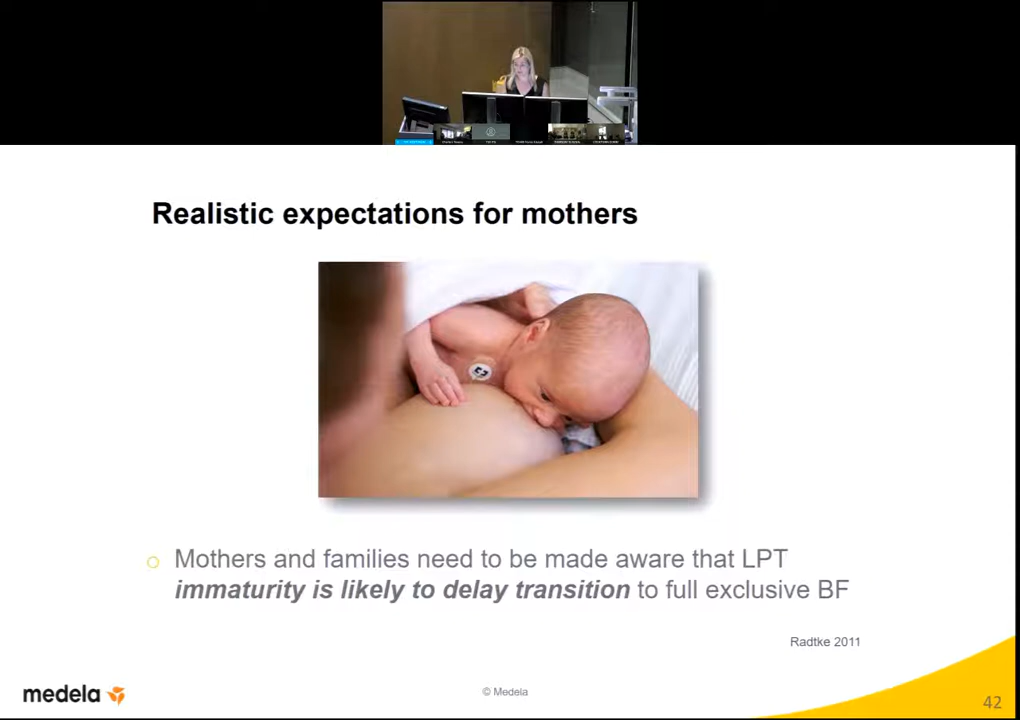 Realistic expectations for mothers
Mothers and families need to be made aware that LPT
immaturity is likely to delay transition to full exclusive BF
Radtke 2011
medela
© Medela
42